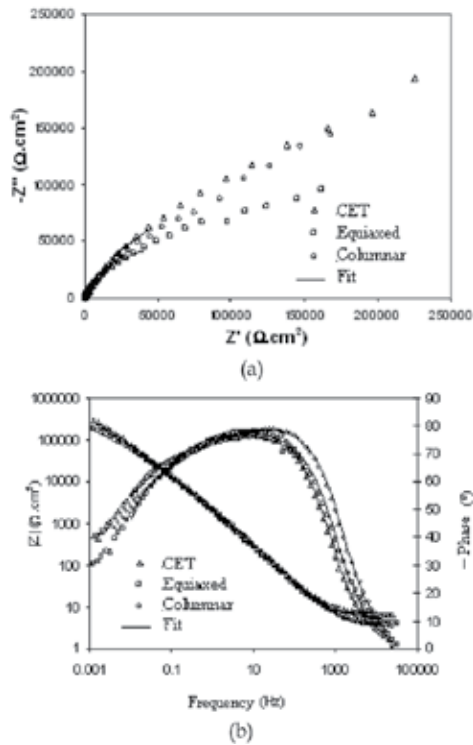 250000
200000
150000
100000
50000
0
-Z'' (Ω.cm²)
CET
Equiaxed
Columnar
Fit
0 50000 100000 150000 200000 250000
Z' (Ω.cm²)
(a)
1000000
100000
10000
1000
100
10
1
|Z| (Ω.cm²)
90
80
70
60
50
40
30
20
10
0
– Phase (º)
CET
Equiaxed
Columnar
Fit
0.001 0.1 10 1000 100000
Frequency (Hz)
(b)